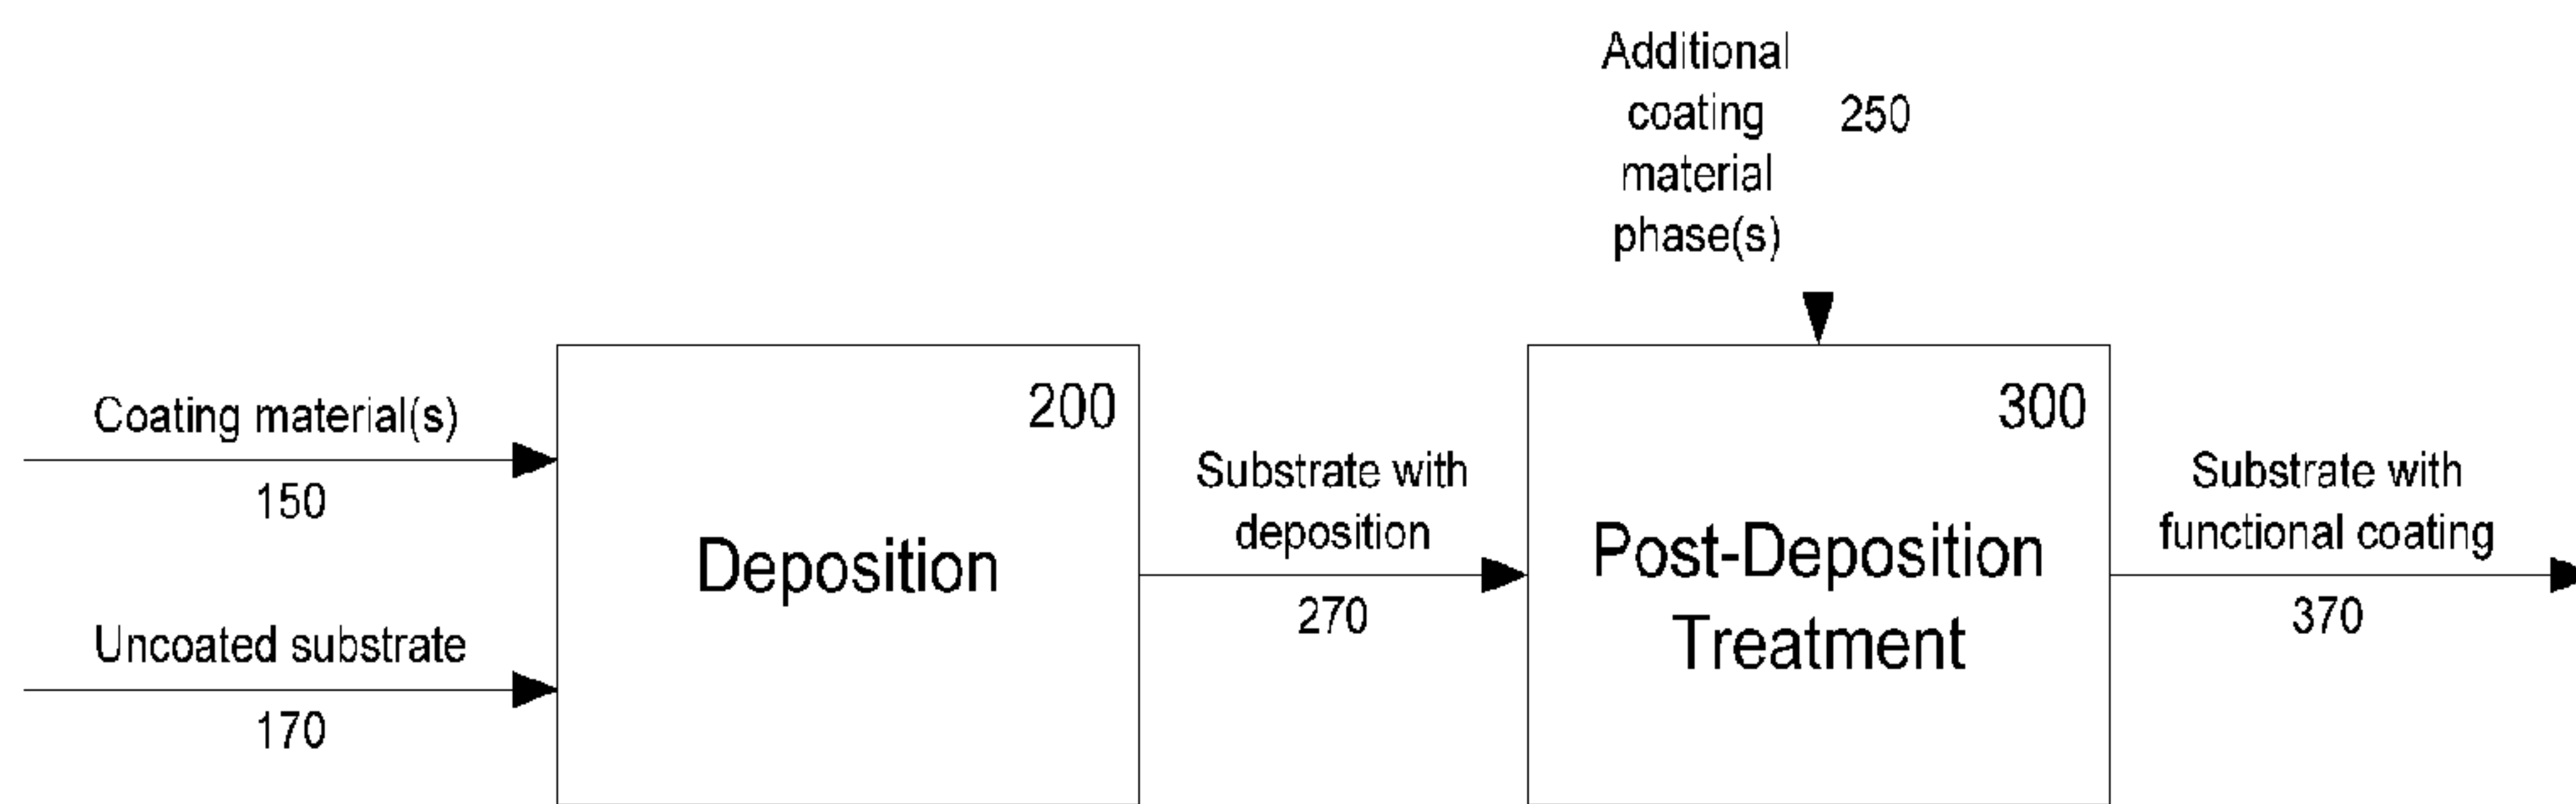 Additional
coating 250
material
phase(s)
Coating material(s)
150
Uncoated substrate
170
200
Deposition
Substrate with
deposition
270
300
Post-Deposition
Treatment
Substrate with
functional coating
370